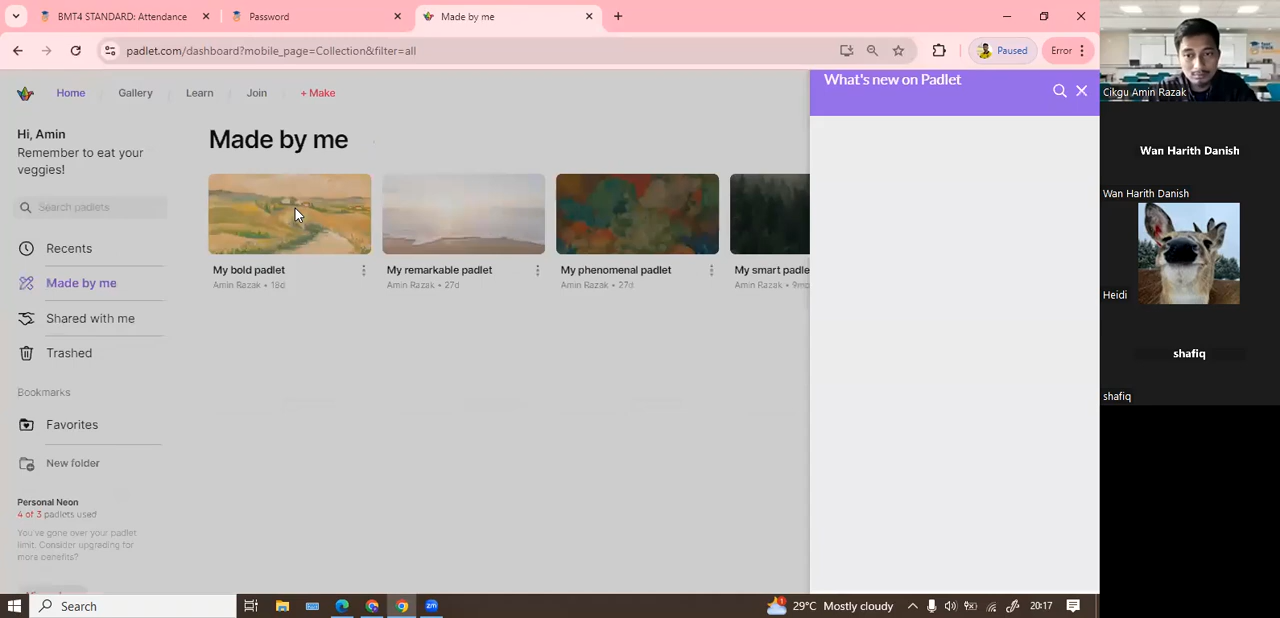 BMT4 STANDARD: Attendance
Password
Made by me
padlet.com/dashboard?mobile_page=Collection&filter=all
Paused
Error
Home
Gallery
Learn
Join
+ Make
What's new on Padlet
Hi, Amin
Remember to eat your
veggies!
Search padlets
Recents
Made by me
Shared with me
Trashed
Bookmarks
Favorites
New folder
Personal Neon
4 of 3 padlets used
You've gone over your padlet
limit. Consider upgrading for
more benefits?
Made by me
My bold padlet
Amin Razak • 18d
My remarkable padlet
Amin Razak • 27d
My phenomenal padlet
Amin Razak • 27d
My smart padle
Amin Razak • 9mo
Cikgu Amin Razak
Wan Harith Danish
Wan Harith Danish
Heidi
shafiq
shafiq
Search
29°C Mostly cloudy
20:17